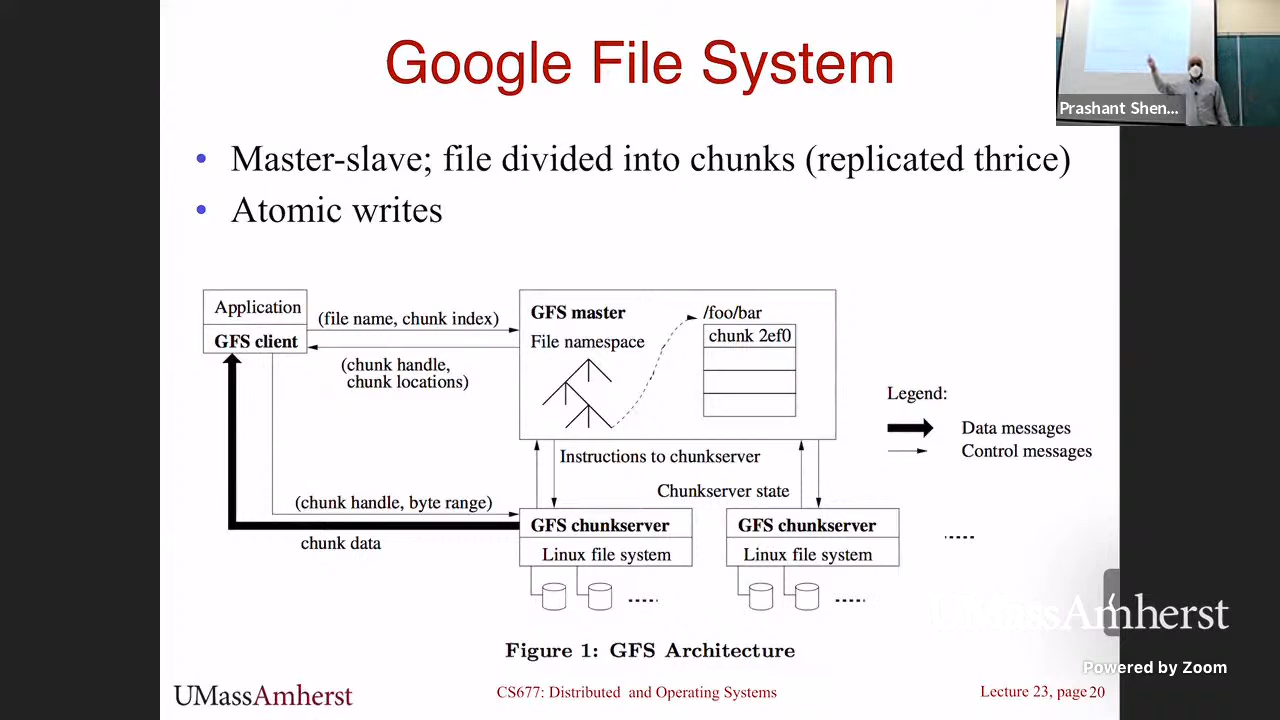 Google File System
Prashant Shen...
• Master-slave; file divided into chunks (replicated thrice)
• Atomic writes
Application
GFS client
(file name, chunk index)
(chunk handle,
chunk locations)
GFS master
File namespace
/foo/bar
chunk 2ef0
Legend:
Data messages
Control messages
Instructions to chunkserver
Chunkserver state
(chunk handle, byte range)
chunk data
GFS chunkserver
Linux file system
GFS chunkserver
Linux file system
Figure 1: GFS Architecture
UMassAmherst
Powered by Zoom
UMassAmherst
CS677: Distributed and Operating Systems
Lecture 23, page 20